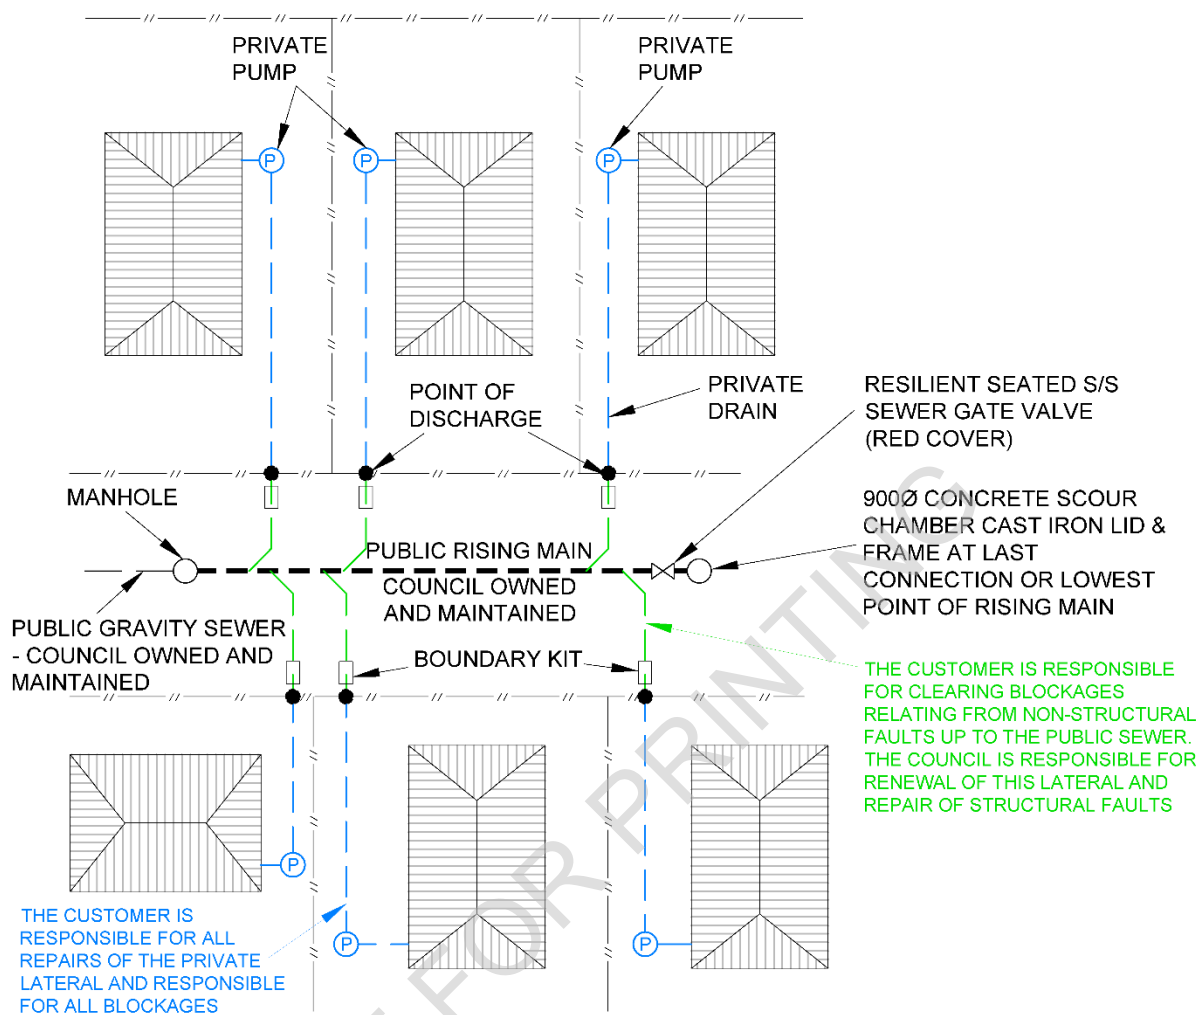 PRIVATE
PUMP
PRIVATE
PUMP
P
P
P
POINT OF
DISCHARGE
PRIVATE
DRAIN
RESILIENT SEATED S/S
SEWER GATE VALVE
(RED COVER)
MANHOLE
900Ø CONCRETE SCOUR
CHAMBER CAST IRON LID &
FRAME AT LAST
CONNECTION OR LOWEST
POINT OF RISING MAIN
PUBLIC RISING MAIN
COUNCIL OWNED
AND MAINTAINED
PUBLIC GRAVITY SEWER
- COUNCIL OWNED AND
MAINTAINED
BOUNDARY KIT
THE CUSTOMER IS RESPONSIBLE
FOR CLEARING BLOCKAGES
RELATING FROM NON-STRUCTURAL
FAULTS UP TO THE PUBLIC SEWER.
THE COUNCIL IS RESPONSIBLE FOR
RENEWAL OF THIS LATERAL AND
REPAIR OF STRUCTURAL FAULTS
P
P
P
THE CUSTOMER IS
RESPONSIBLE FOR ALL
REPAIRS OF THE PRIVATE
LATERAL AND RESPONSIBLE
FOR ALL BLOCKAGES
FOR PRINTING